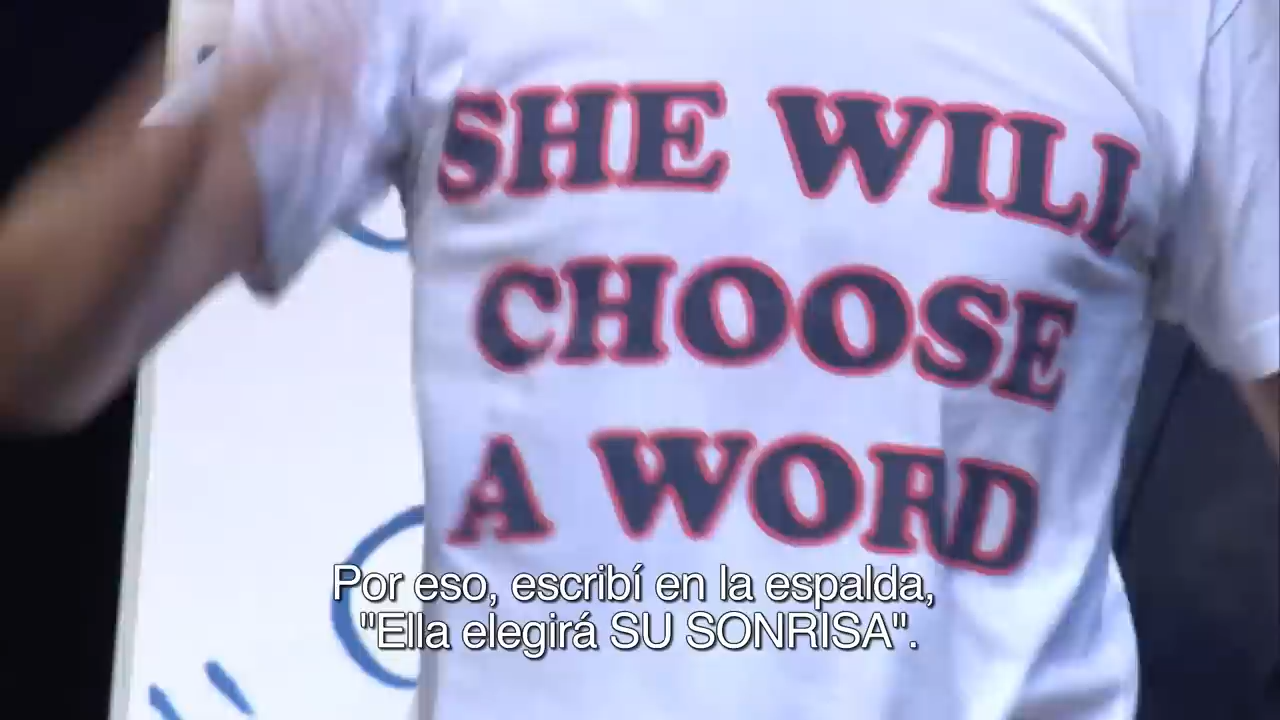 SHE WILL
CHOOSE
A WORD
Por eso, escribí en la espalda,
"Ella elegirá SU SONRISA".